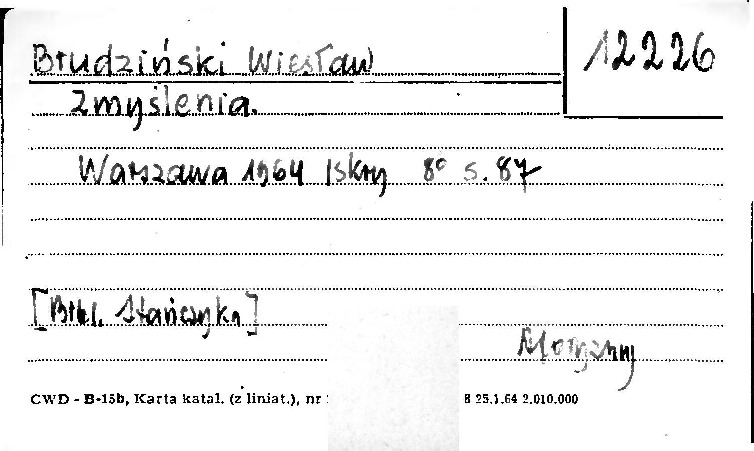 Brudziński Wiesław
12226
Zmyślenia.
Warszawa 1964 Iskry 8° s. 87
[Bibl. Stańczyka]
CWD - B-15b, Karta katal. (z liniat.), nr
8 25.1.64 2.010.000